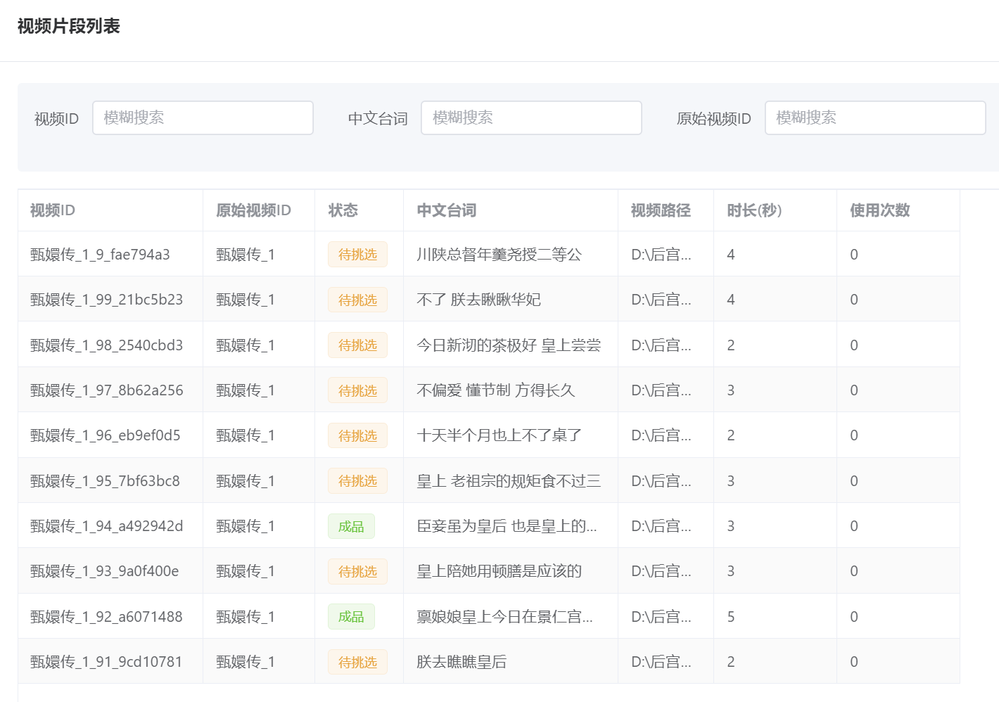 视频片段列表
视频ID 模糊搜索 中文台词 模糊搜索 原始视频ID 模糊搜索
视频ID 原始视频ID 状态 中文台词 视频路径 时长(秒) 使用次数
甄嬛传_1_9_fae794a3 甄嬛传_1 待挑选 川陕总督年羹尧授二等公 D:\后宫... 4 0
甄嬛传_1_99_21bc5b23 甄嬛传_1 待挑选 不了 朕去瞅瞅华妃 D:\后宫... 4 0
甄嬛传_1_98_2540cbd3 甄嬛传_1 待挑选 今日新沏的茶极好 皇上尝尝 D:\后宫... 2 0
甄嬛传_1_97_8b62a256 甄嬛传_1 待挑选 不偏爱 懂节制 方得长久 D:\后宫... 3 0
甄嬛传_1_96_eb9ef0d5 甄嬛传_1 待挑选 十天半个月也上不了桌了 D:\后宫... 2 0
甄嬛传_1_95_7bf63bc8 甄嬛传_1 待挑选 皇上 老祖宗的规矩食不过三 D:\后宫... 3 0
甄嬛传_1_94_a492942d 甄嬛传_1 成品 臣妾虽为皇后 也是皇上的... D:\后宫... 3 0
甄嬛传_1_93_9a0f400e 甄嬛传_1 待挑选 皇上陪她用顿膳是应该的 D:\后宫... 3 0
甄嬛传_1_92_a6071488 甄嬛传_1 成品 禀娘娘皇上今日在景仁宫... D:\后宫... 5 0
甄嬛传_1_91_9cd10781 甄嬛传_1 待挑选 朕去瞧瞧皇后 D:\后宫... 2 0